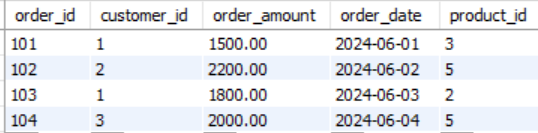 order_id customer_id order_amount order_date product_id
101 1 1500.00 2024-06-01 3
102 2 2200.00 2024-06-02 5
103 1 1800.00 2024-06-03 2
104 3 2000.00 2024-06-04 5